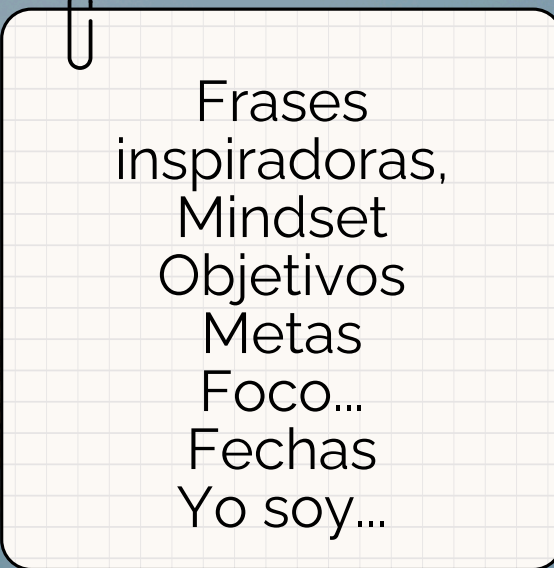 Frases
inspiradoras,
Mindset
Objetivos
Metas
Foco...
Fechas
Yo soy...